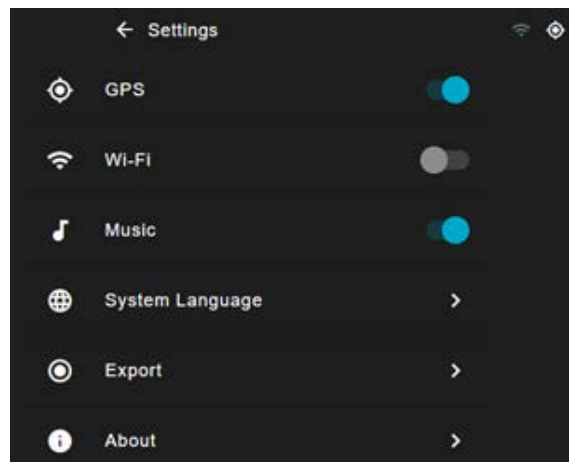 Settings
GPS
Wi-Fi
Music
System Language
Export
About